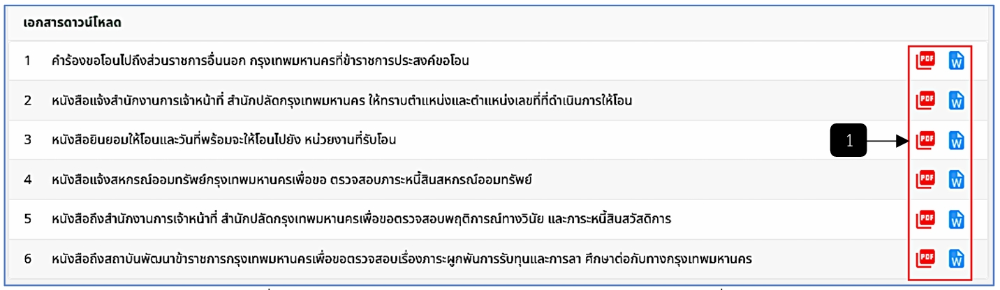 เอกสารดาวน์โหลด
1 คำร้องขอโอนไปถึงส่วนราชการอื่นนอก กรุงเทพมหานครที่ข้าราชการประสงค์ขอโอน PDF W
2 หนังสือแจ้งสำนักงานการเจ้าหน้าที่ สำนักปลัดกรุงเทพมหานคร ให้ทราบตำแหน่งและตำแหน่งเลขที่ที่ดำเนินการให้โอน PDF W
3 หนังสือยินยอมให้โอนและวันที่พร้อมจะให้โอนไปยัง หน่วยงานที่รับโอน 1 PDF W
4 หนังสือแจ้งสหกรณ์ออมทรัพย์กรุงเทพมหานครเพื่อขอ ตรวจสอบภาระหนี้สินสหกรณ์ออมทรัพย์ PDF W
5 หนังสือถึงสำนักงานการเจ้าหน้าที่ สำนักปลัดกรุงเทพมหานครเพื่อขอตรวจสอบพฤติการณ์ทางวินัย และภาระหนี้สินสวัสดิการ PDF W
6 หนังสือถึงสถาบันพัฒนาข้าราชการกรุงเทพมหานครเพื่อขอตรวจสอบเรื่องภาระผูกพันการรับทุนและการลา ศึกษาต่อกับทางกรุงเทพมหานคร PDF W